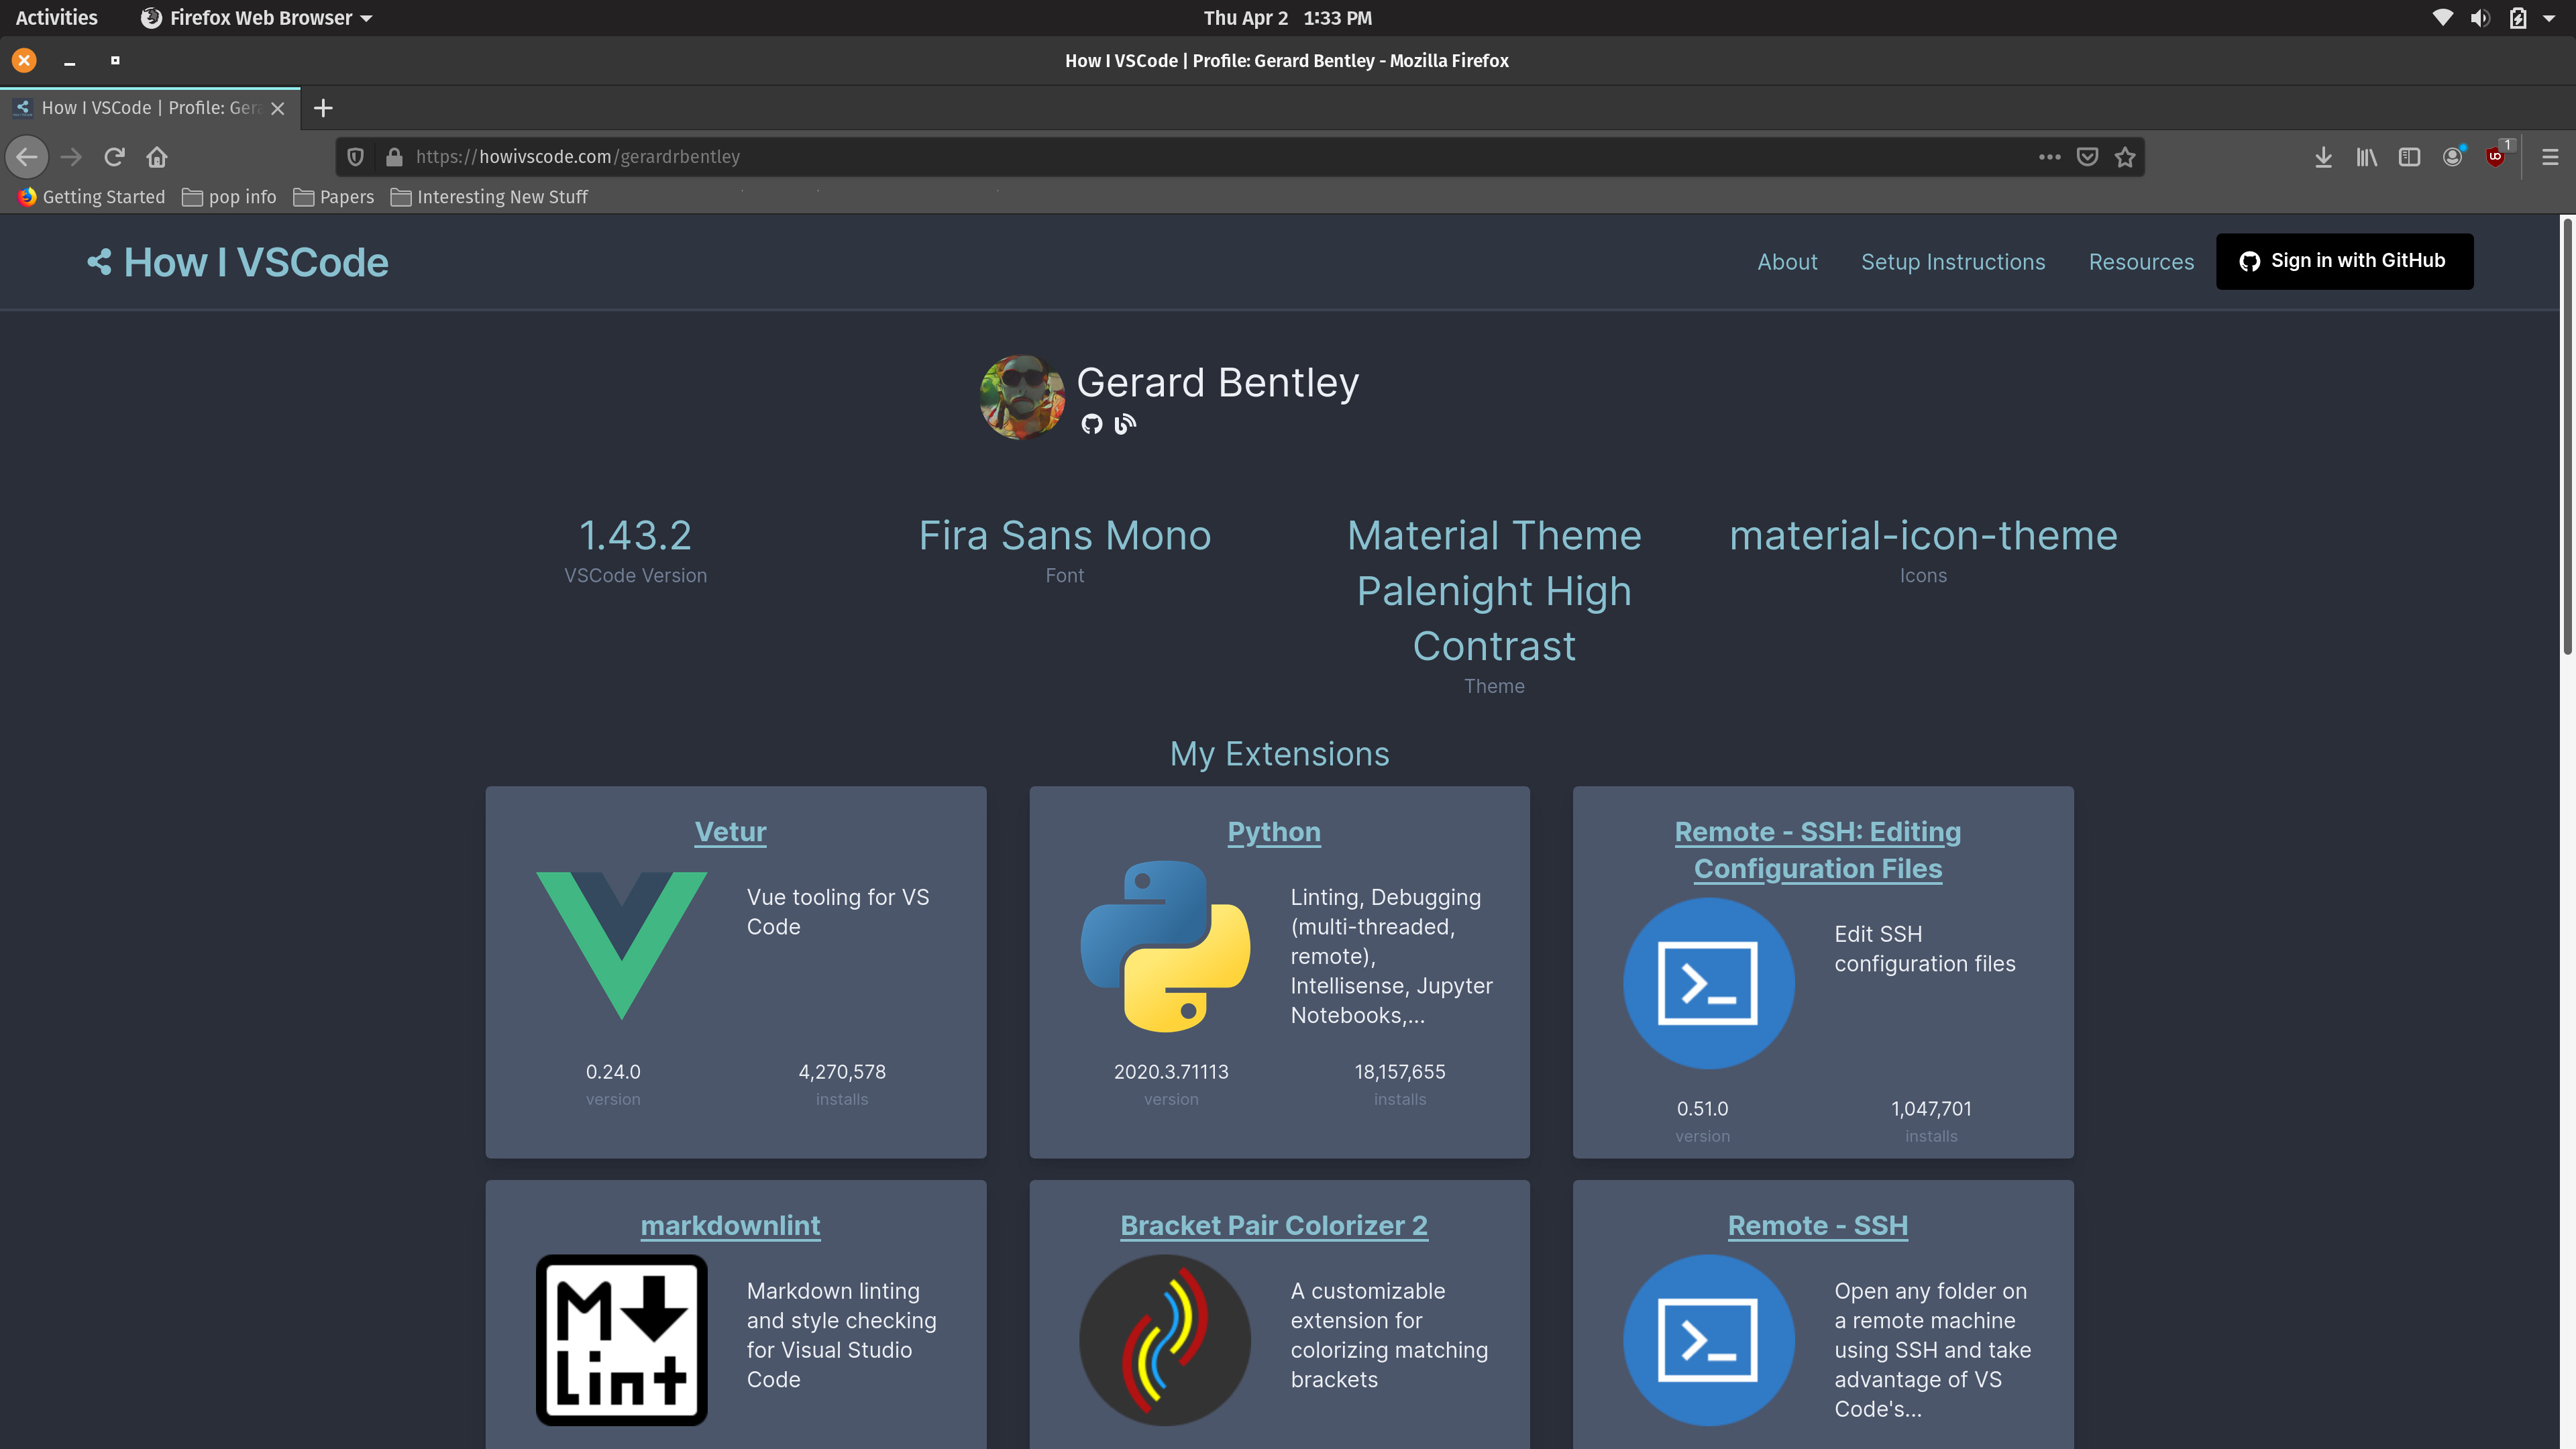 Activities Firefox Web Browser Thu Apr 2 1:33 PM
How I VSCode | Profile: Gerard Bentley - Mozilla Firefox
How I VSCode | Profile: Ger
https://howivscode.com/gerardrbentley
1
Getting Started pop info Papers Interesting New Stuff
How I VSCode About Setup Instructions Resources Sign in with GitHub
Gerard Bentley
1.43.2
VSCode Version
Fira Sans Mono
Font
Material Theme
Palenight High
Contrast
Theme
material-icon-theme
Icons
My Extensions
Vetur
Vue tooling for VS
Code
0.24.0 4,270,578
version installs
Python
Linting, Debugging
(multi-threaded,
remote),
Intellisense, Jupyter
Notebooks,...
2020.3.71113 18,157,655
version installs
Remote - SSH: Editing
Configuration Files
Edit SSH
configuration files
0.51.0 1,047,701
version installs
markdownlint
M
Lint
Markdown linting
and style checking
for Visual Studio
Code
Bracket Pair Colorizer 2
A customizable
extension for
colorizing matching
brackets
Remote - SSH
Open any folder on
a remote machine
using SSH and take
advantage of VS
Code's...